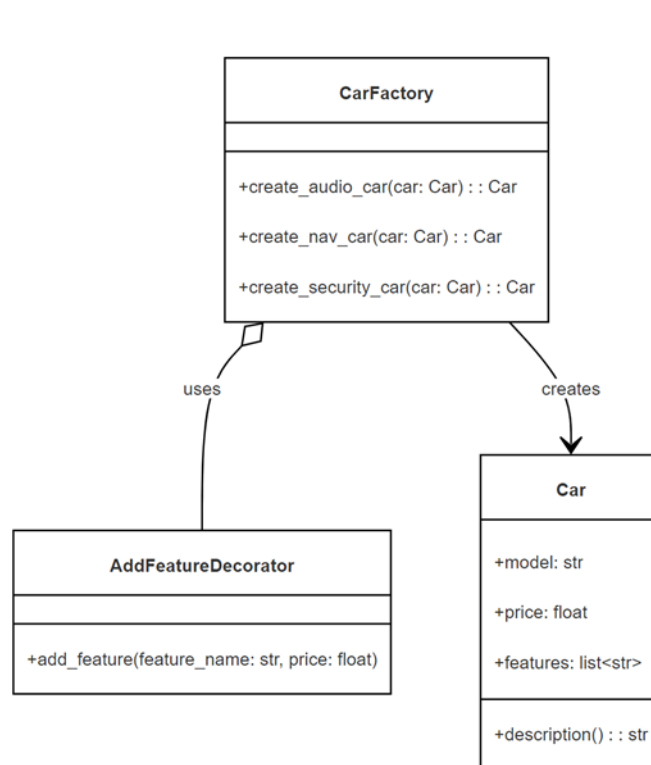 CarFactory
+create_audio_car(car: Car) : : Car
+create_nav_car(car: Car) : : Car
+create_security_car(car: Car) : : Car
uses
creates
Car
+model: str
+price: float
+features: list<str>
+description() : : str
AddFeatureDecorator
+add_feature(feature_name: str, price: float)